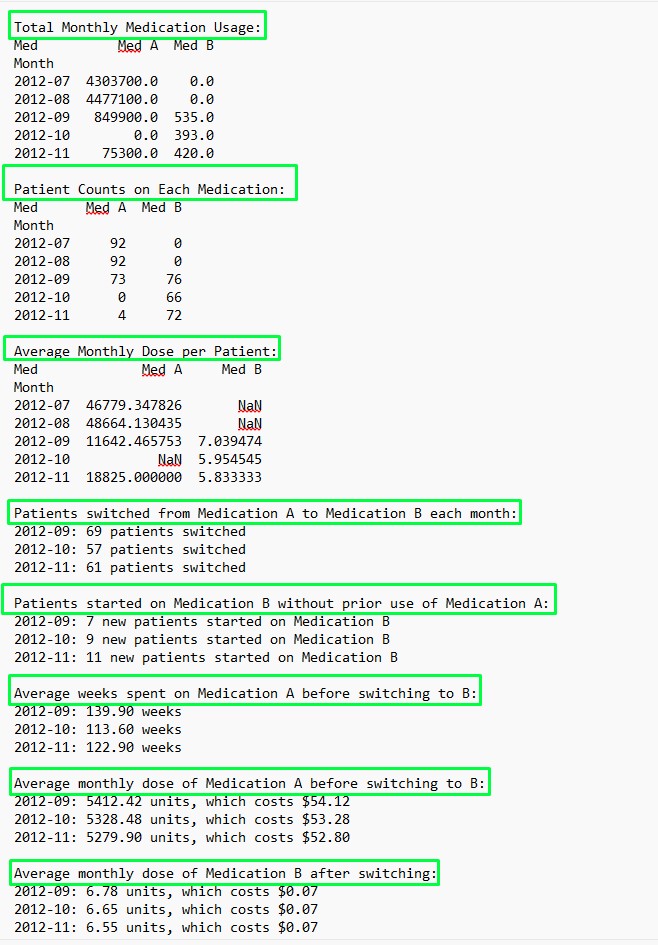 Total Monthly Medication Usage:
Med Med A Med B
Month
2012-07 4303700.0 0.0
2012-08 4477100.0 0.0
2012-09 849900.0 535.0
2012-10 0.0 393.0
2012-11 75300.0 420.0
Patient Counts on Each Medication:
Med Med A Med B
Month
2012-07 92 0
2012-08 92 0
2012-09 73 76
2012-10 0 66
2012-11 4 72
Average Monthly Dose per Patient:
Med Med A Med B
Month
2012-07 46779.347826 NaN
2012-08 48664.130435 NaN
2012-09 11642.465753 7.039474
2012-10 NaN 5.954545
2012-11 18825.000000 5.833333
Patients switched from Medication A to Medication B each month:
2012-09: 69 patients switched
2012-10: 57 patients switched
2012-11: 61 patients switched
Patients started on Medication B without prior use of Medication A:
2012-09: 7 new patients started on Medication B
2012-10: 9 new patients started on Medication B
2012-11: 11 new patients started on Medication B
Average weeks spent on Medication A before switching to B:
2012-09: 139.90 weeks
2012-10: 113.60 weeks
2012-11: 122.90 weeks
Average monthly dose of Medication A before switching to B:
2012-09: 5412.42 units, which costs $54.12
2012-10: 5328.48 units, which costs $53.28
2012-11: 5279.90 units, which costs $52.80
Average monthly dose of Medication B after switching:
2012-09: 6.78 units, which costs $0.07
2012-10: 6.65 units, which costs $0.07
2012-11: 6.55 units, which costs $0.07